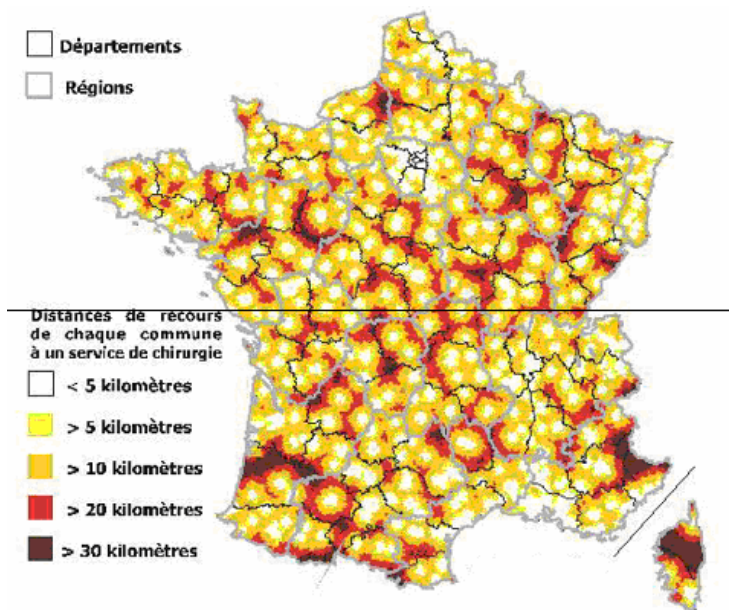 Départements
Régions
Distances de recours
de chaque commune
à un service de chirurgie
< 5 kilomètres
> 5 kilomètres
> 10 kilomètres
> 20 kilomètres
> 30 kilomètres